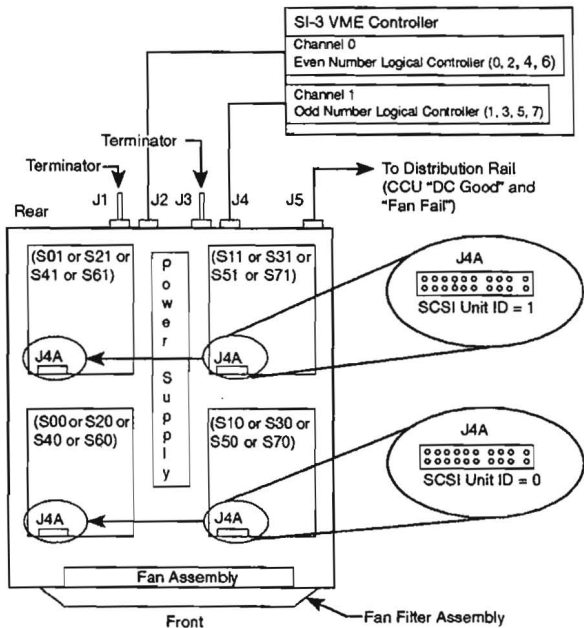 SI-3 VME Controller
Channel 0
Even Number Logical Controller (0, 2, 4, 6)
Channel 1
Odd Number Logical Controller (1, 3, 5, 7)
Terminator
Terminator
To Distribution Rail
(CCU "DC Good" and
"Fan Fail")
J1
J2
J3
J4
J5
Rear
(S01 or S21 or
S41 or S61)
Power Supply
(S11 or S31 or
S51 or S71)
J4A
SCSI Unit ID = 1
J4A
J4A
(S00 or S20 or
S40 or S60)
(S10 or S30 or
S50 or S70)
J4A
SCSI Unit ID = 0
J4A
J4A
Fan Assembly
Front
Fan Filter Assembly